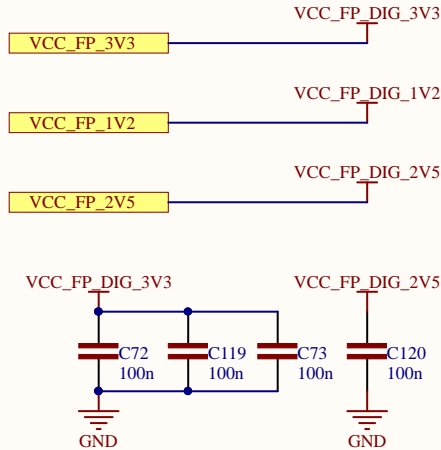 VCC_FP_DIG_3V3
VCC_FP_3V3
VCC_FP_DIG_1V2
VCC_FP_1V2
VCC_FP_DIG_2V5
VCC_FP_2V5
VCC_FP_DIG_3V3 VCC_FP_DIG_2V5
C72 C119 C73 C120
100n 100n 100n 100n
GND GND